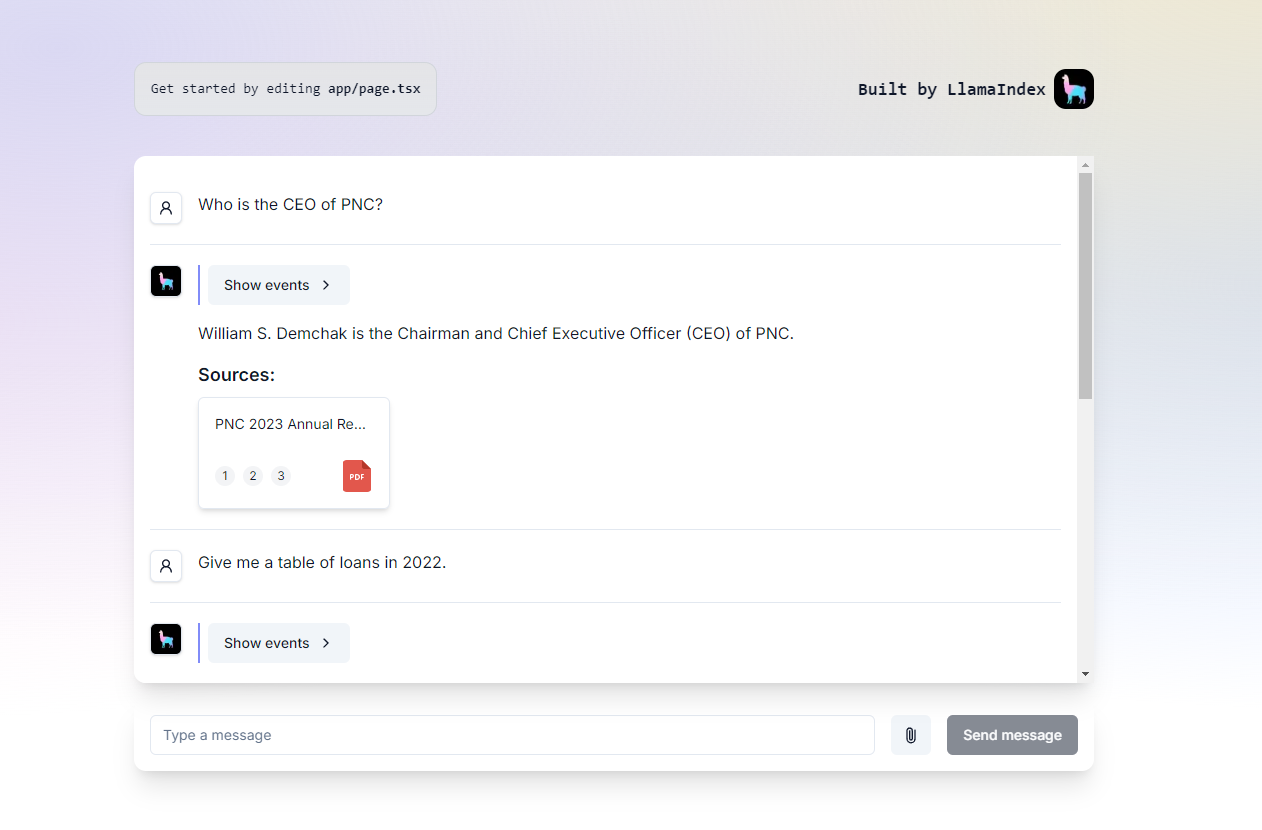 Get started by editing app/page.tsx
Built by LlamaIndex
Who is the CEO of PNC?
Show events
William S. Demchak is the Chairman and Chief Executive Officer (CEO) of PNC.
Sources:
PNC 2023 Annual Re...
1 2 3
PDF
Give me a table of loans in 2022.
Show events
Type a message
Send message